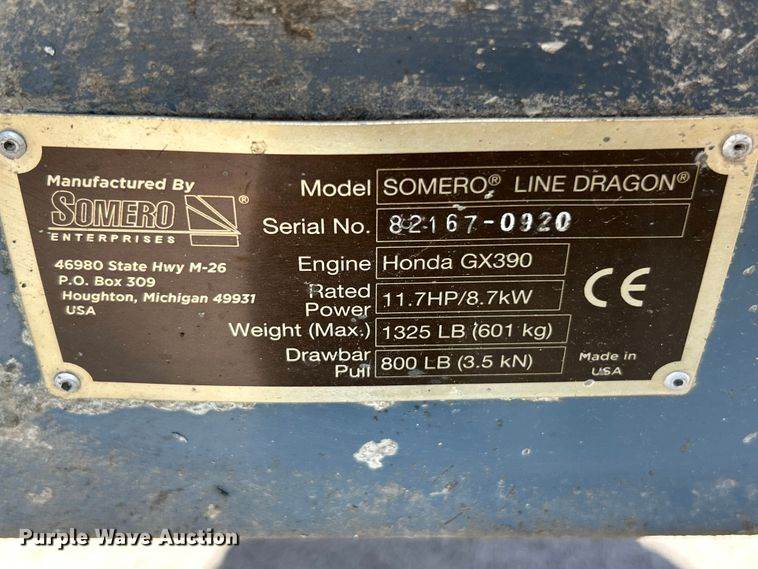 Manufactured By
SOMERO®
ENTERPRISES
46980 State Hwy M-26
P.O. Box 309
Houghton, Michigan 49931
USA
Model SOMERO® LINE DRAGON®
Serial No. 82167-0920
Engine Honda GX390
Rated Power 11.7HP/8.7kW
Weight (Max.) 1325 LB (601 kg)
Drawbar Pull 800 LB (3.5 kN)
CE
Made in
USA
Purple Wave Auction